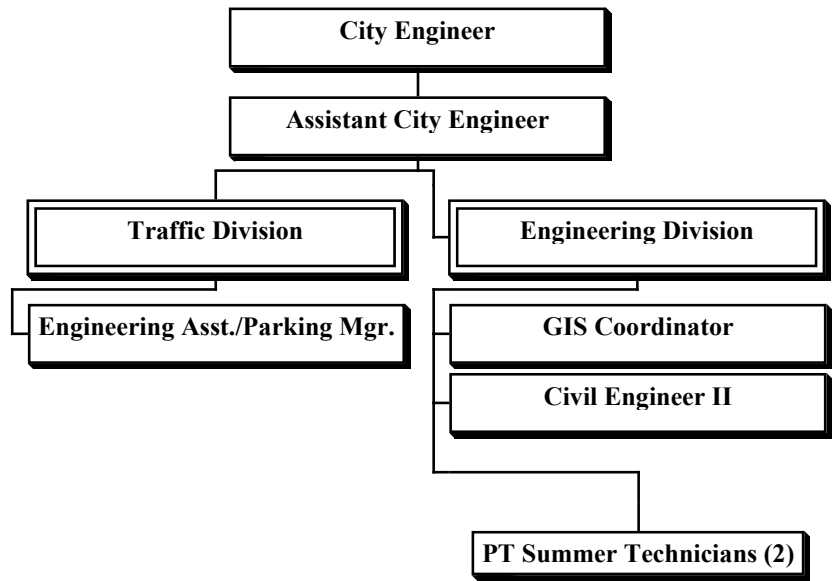 City Engineer
Assistant City Engineer
Traffic Division
Engineering Division
Engineering Asst./Parking Mgr.
GIS Coordinator
Civil Engineer II
PT Summer Technicians (2)